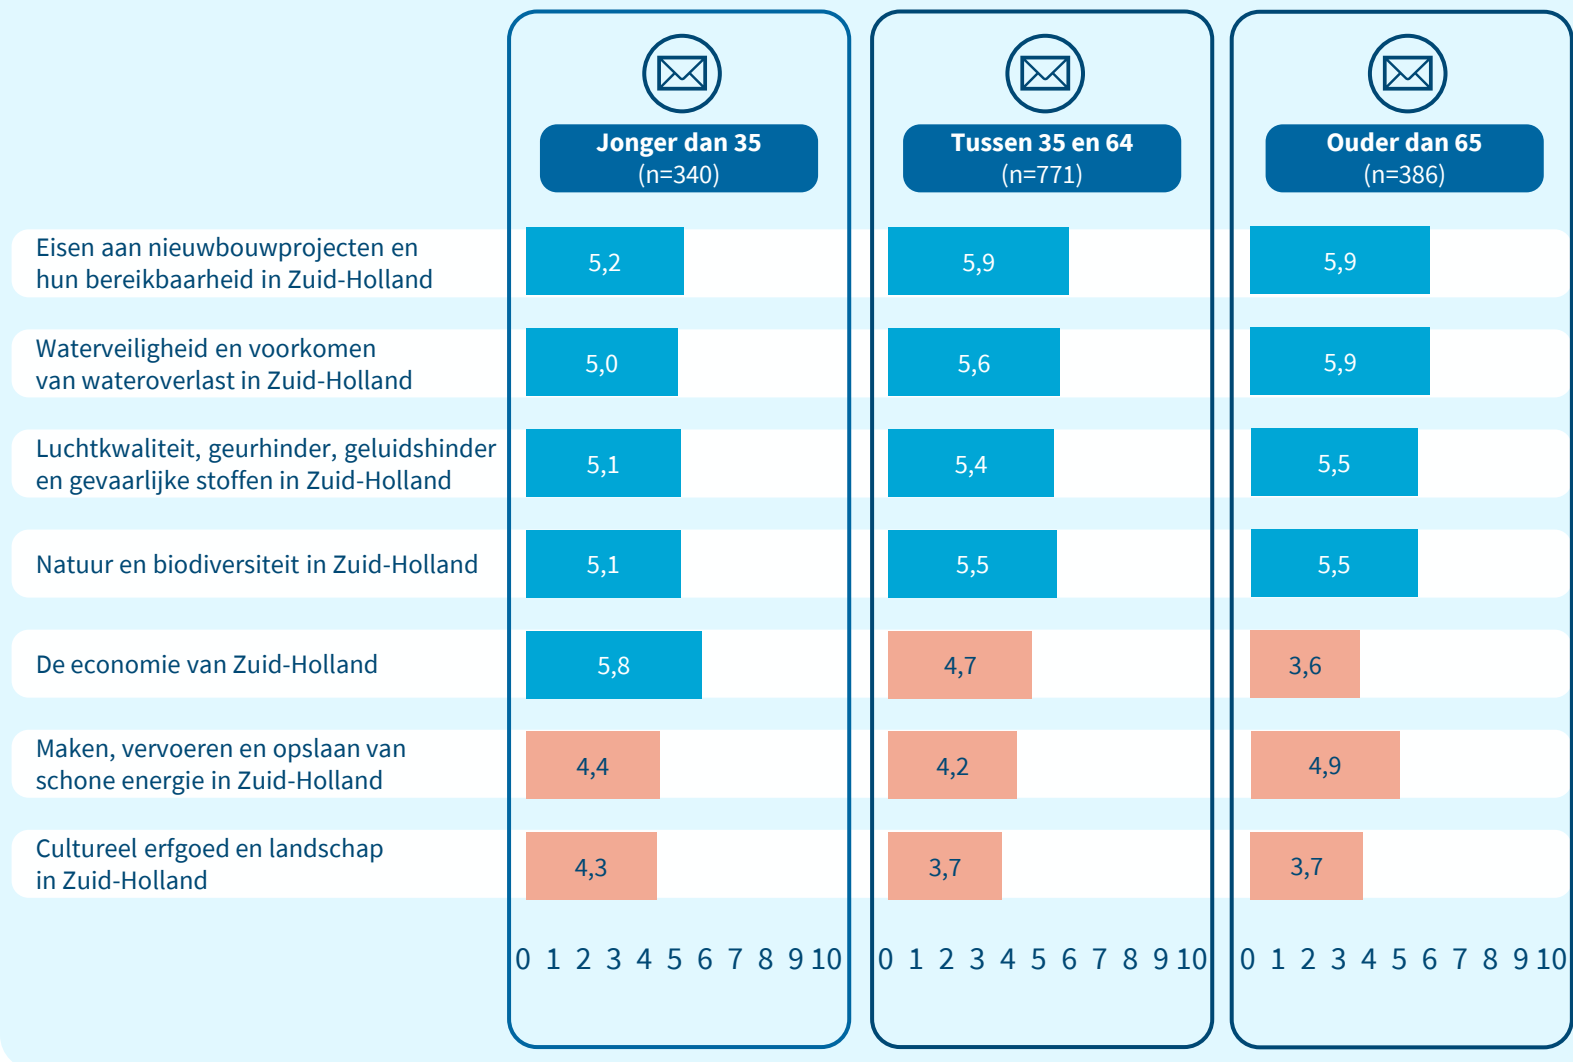 Jonger dan 35
(n=340)
Tussen 35 en 64
(n=771)
Ouder dan 65
(n=386)
Eisen aan nieuwbouwprojecten en
hun bereikbaarheid in Zuid-Holland
5,2
5,9
5,9
Waterveiligheid en voorkomen
van wateroverlast in Zuid-Holland
5,0
5,6
5,9
Luchtkwaliteit, geurhinder, geluidshinder
en gevaarlijke stoffen in Zuid-Holland
5,1
5,4
5,5
Natuur en biodiversiteit in Zuid-Holland
5,1
5,5
5,5
De economie van Zuid-Holland
5,8
4,7
3,6
Maken, vervoeren en opslaan van
schone energie in Zuid-Holland
4,4
4,2
4,9
Cultureel erfgoed en landschap
in Zuid-Holland
4,3
3,7
3,7
0 1 2 3 4 5 6 7 8 9 10
0 1 2 3 4 5 6 7 8 9 10
0 1 2 3 4 5 6 7 8 9 10